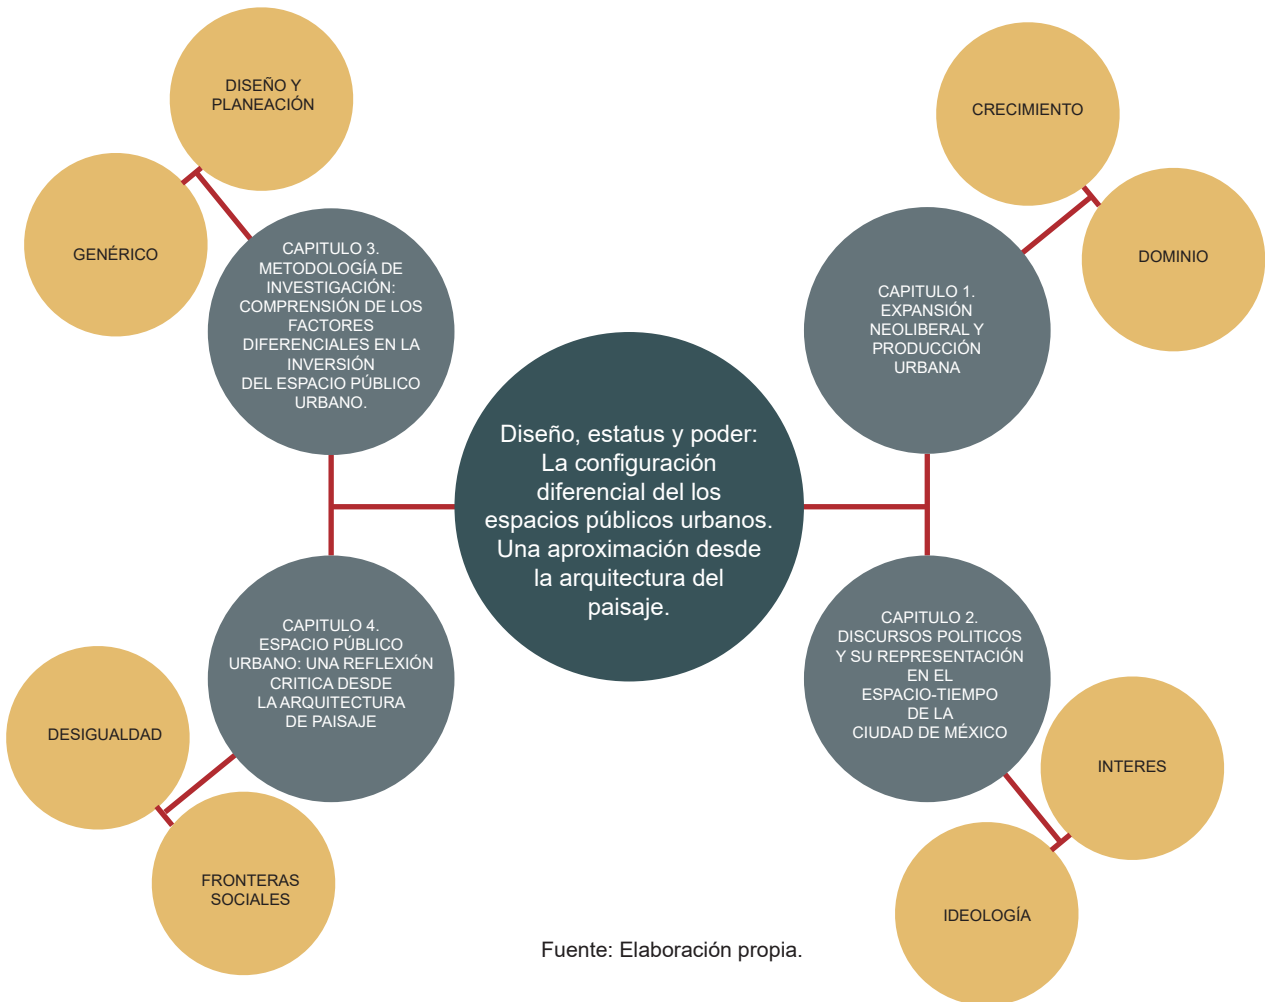 DISEÑO Y
PLANEACIÓN
GENÉRICO
CAPITULO 3.
METODOLOGÍA DE
INVESTIGACIÓN:
COMPRENSIÓN DE LOS
FACTORES
DIFERENCIALES EN LA
INVERSIÓN
DEL ESPACIO PÚBLICO
URBANO.
CRECIMIENTO
DOMINIO
CAPITULO 1.
EXPANSIÓN
NEOLIBERAL Y
PRODUCCIÓN
URBANA
Diseño, estatus y poder:
La configuración
diferencial del los
espacios públicos urbanos.
Una aproximación desde
la arquitectura del
paisaje.
CAPITULO 4.
ESPACIO PÚBLICO
URBANO: UNA REFLEXIÓN
CRITICA DESDE
LA ARQUITECTURA
DE PAISAJE
DESIGUALDAD
FRONTERAS
SOCIALES
CAPITULO 2.
DISCURSOS POLITICOS
Y SU REPRESENTACIÓN
EN EL
ESPACIO-TIEMPO
DE LA
CIUDAD DE MÉXICO
INTERES
IDEOLOGÍA
Fuente: Elaboración propia.